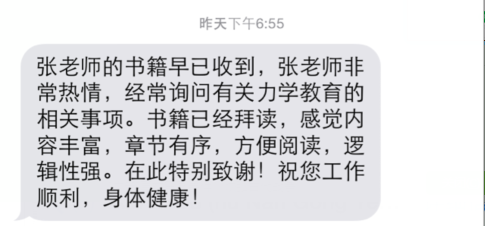 昨天下午6:55
张老师的书籍早已收到，张老师非
常热情，经常询问有关力学教育的
相关事项。书籍已经拜读，感觉内
容丰富，章节有序，方便阅读，逻
辑性强。在此特别致谢！祝您工作
顺利，身体健康！